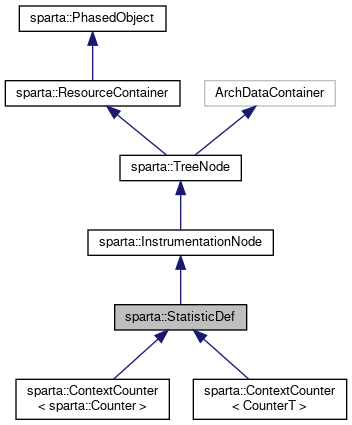 sparta::PhasedObject
sparta::ResourceContainer
ArchDataContainer
sparta::TreeNode
sparta::InstrumentationNode
sparta::StatisticDef
sparta::ContextCounter
< sparta::Counter >
sparta::ContextCounter
< CounterT >